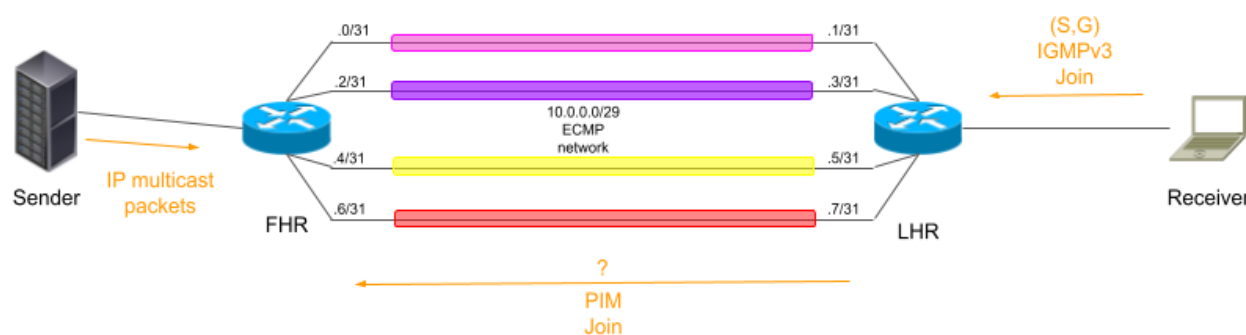 .0/31
.1/31
(S,G)
IGMPv3
Join
.2/31
.3/31
10.0.0.0/29
ECMP
network
.4/31
.5/31
IP multicast
packets
Sender
Receiver
.6/31
.7/31
FHR
LHR
?
PIM
Join